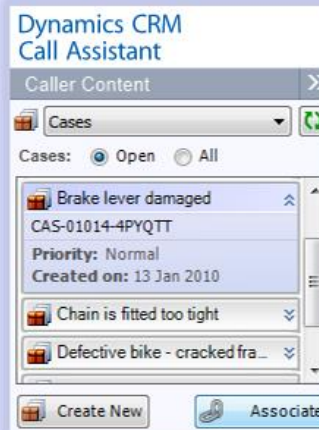 Dynamics CRM
Call Assistant
Caller Content
Cases
Cases: Open All
Brake lever damaged
CAS-01014-4PYQTT
Priority: Normal
Created on: 13 Jan 2010
Chain is fitted too tight
Defective bike - cracked fra...
Create New Associate